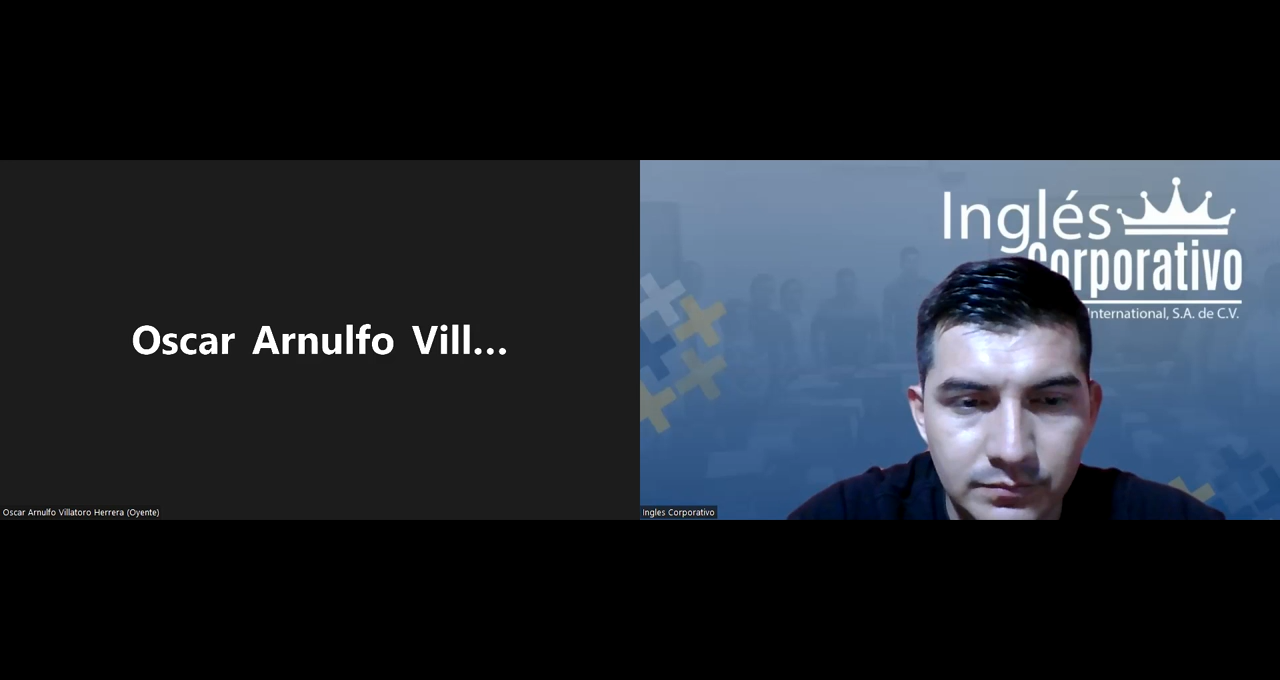 Oscar Arnulfo Vill...
Oscar Arnulfo Villatoro Herrera (Oyente)
Inglés
Corporativo
International, S.A. de C.V.
Ingles Corporativo